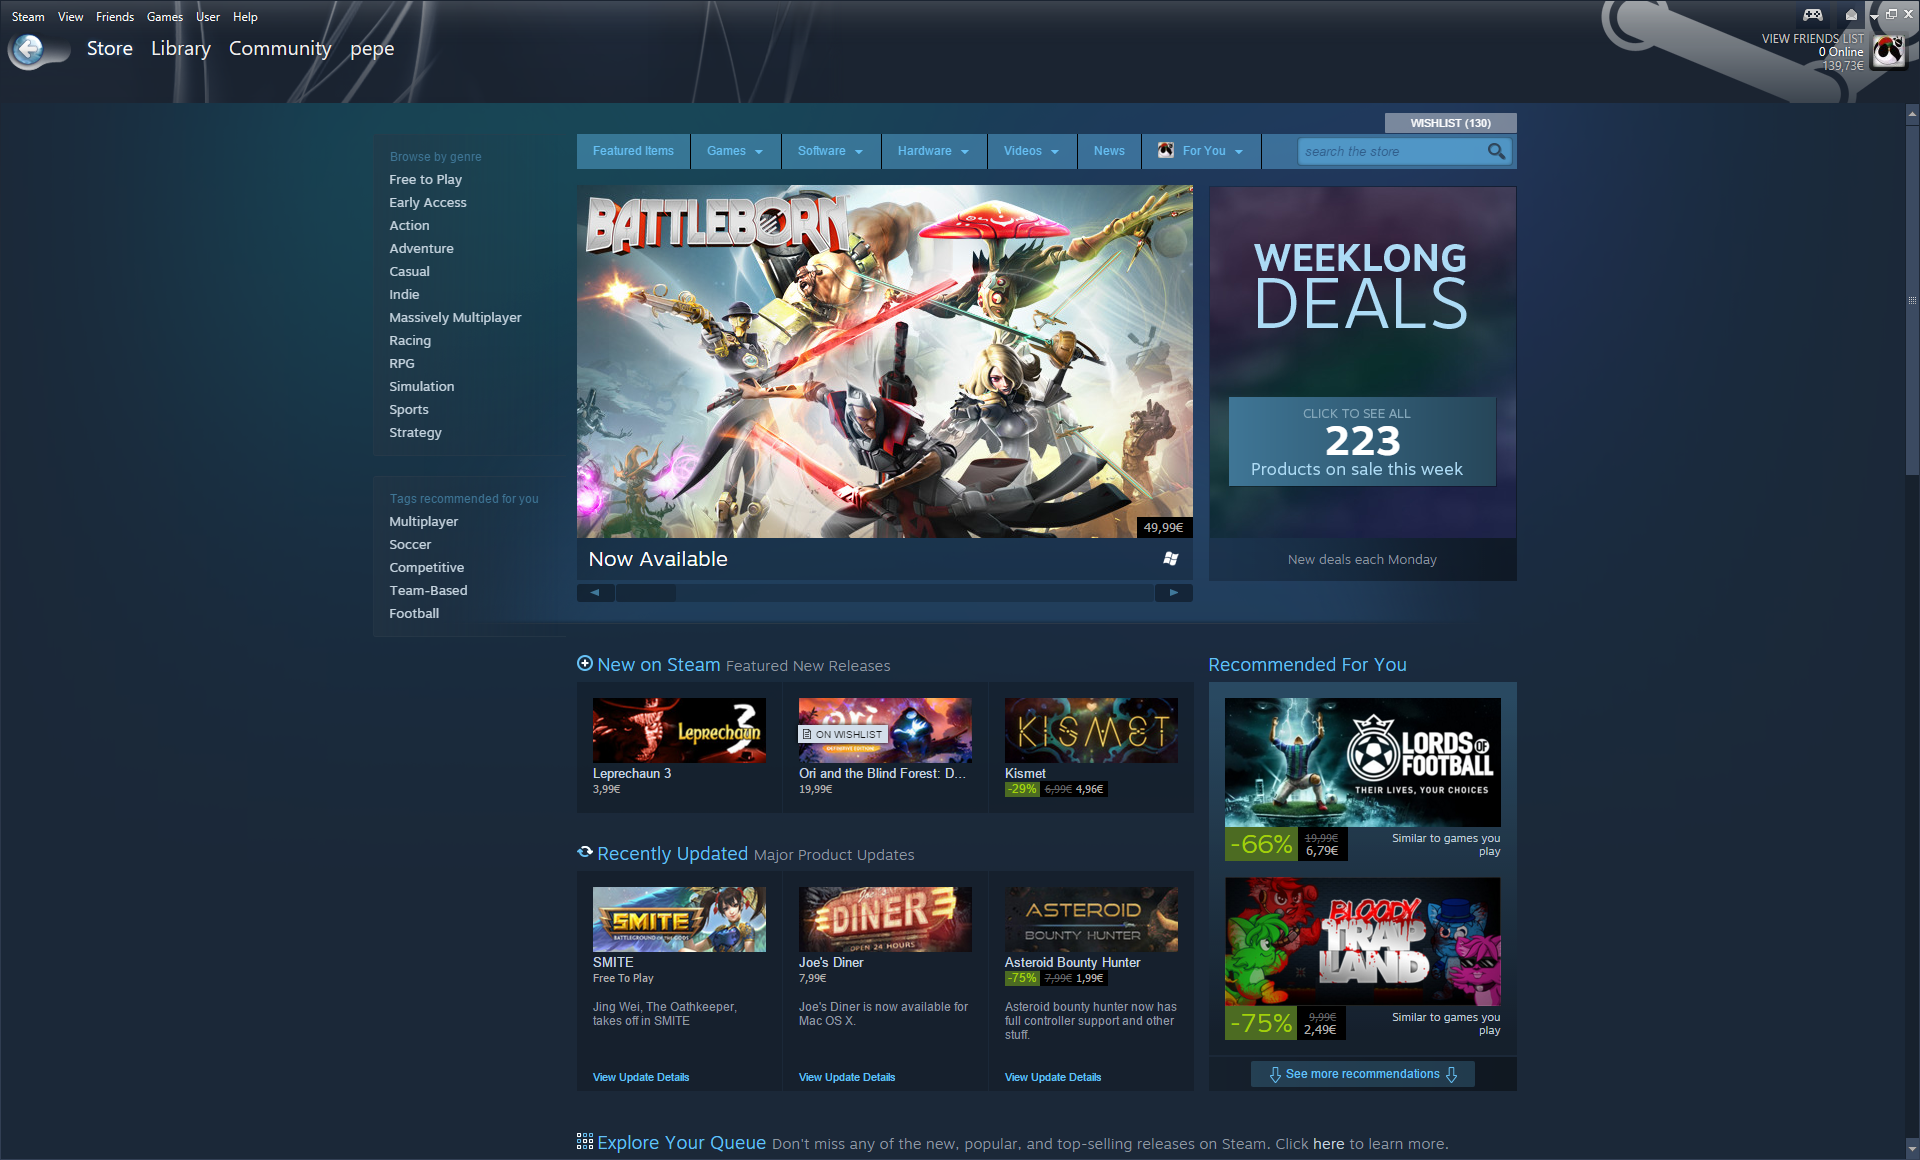 Steam View Friends Games User Help
VIEW FRIENDS LIST
Store Library Community pepe
0 Online
139,73€
WISHLIST (130)
Featured Items Games Software Hardware Videos News For You search the store
Browse by genre
Free to Play
Early Access
Action
Adventure
Casual
Indie
Massively Multiplayer
Racing
RPG
Simulation
Sports
Strategy
Tags recommended for you
Multiplayer
Soccer
Competitive
Team-Based
Football
BATTLEBORN
49,99€
Now Available
WEEKLONG
DEALS
CLICK TO SEE ALL
223
Products on sale this week
New deals each Monday
New on Steam Featured New Releases
Leprechaun 3
Leprechaun 3
3,99€
ORI
ON WISHLIST
DEFINITIVE EDITION
Ori and the Blind Forest: D...
19,99€
KISMET
Kismet
-29% 6,99€ 4,96€
Recently Updated Major Product Updates
SMITE
BATTLEGROUND OF THE GODS
SMITE
Free To Play
Jing Wei, The Oathkeeper,
takes off in SMITE
View Update Details
Joe's
DINER
OPEN 24 HOURS
Joe's Diner
7,99€
Joe's Diner is now available for
Mac OS X.
View Update Details
ASTEROID
BOUNTY HUNTER
Asteroid Bounty Hunter
-75% 7,99€ 1,99€
Asteroid bounty hunter now has
full controller support and other
stuff.
View Update Details
Recommended For You
LORDS OF
FOOTBALL
THEIR LIVES, YOUR CHOICES
-66% 19,99€
6,79€
Similar to games you
play
BLOODY
TRAP
LAND
-75% 9,99€
2,49€
Similar to games you
play
See more recommendations
Explore Your Queue Don't miss any of the new, popular, and top-selling releases on Steam. Click here to learn more.